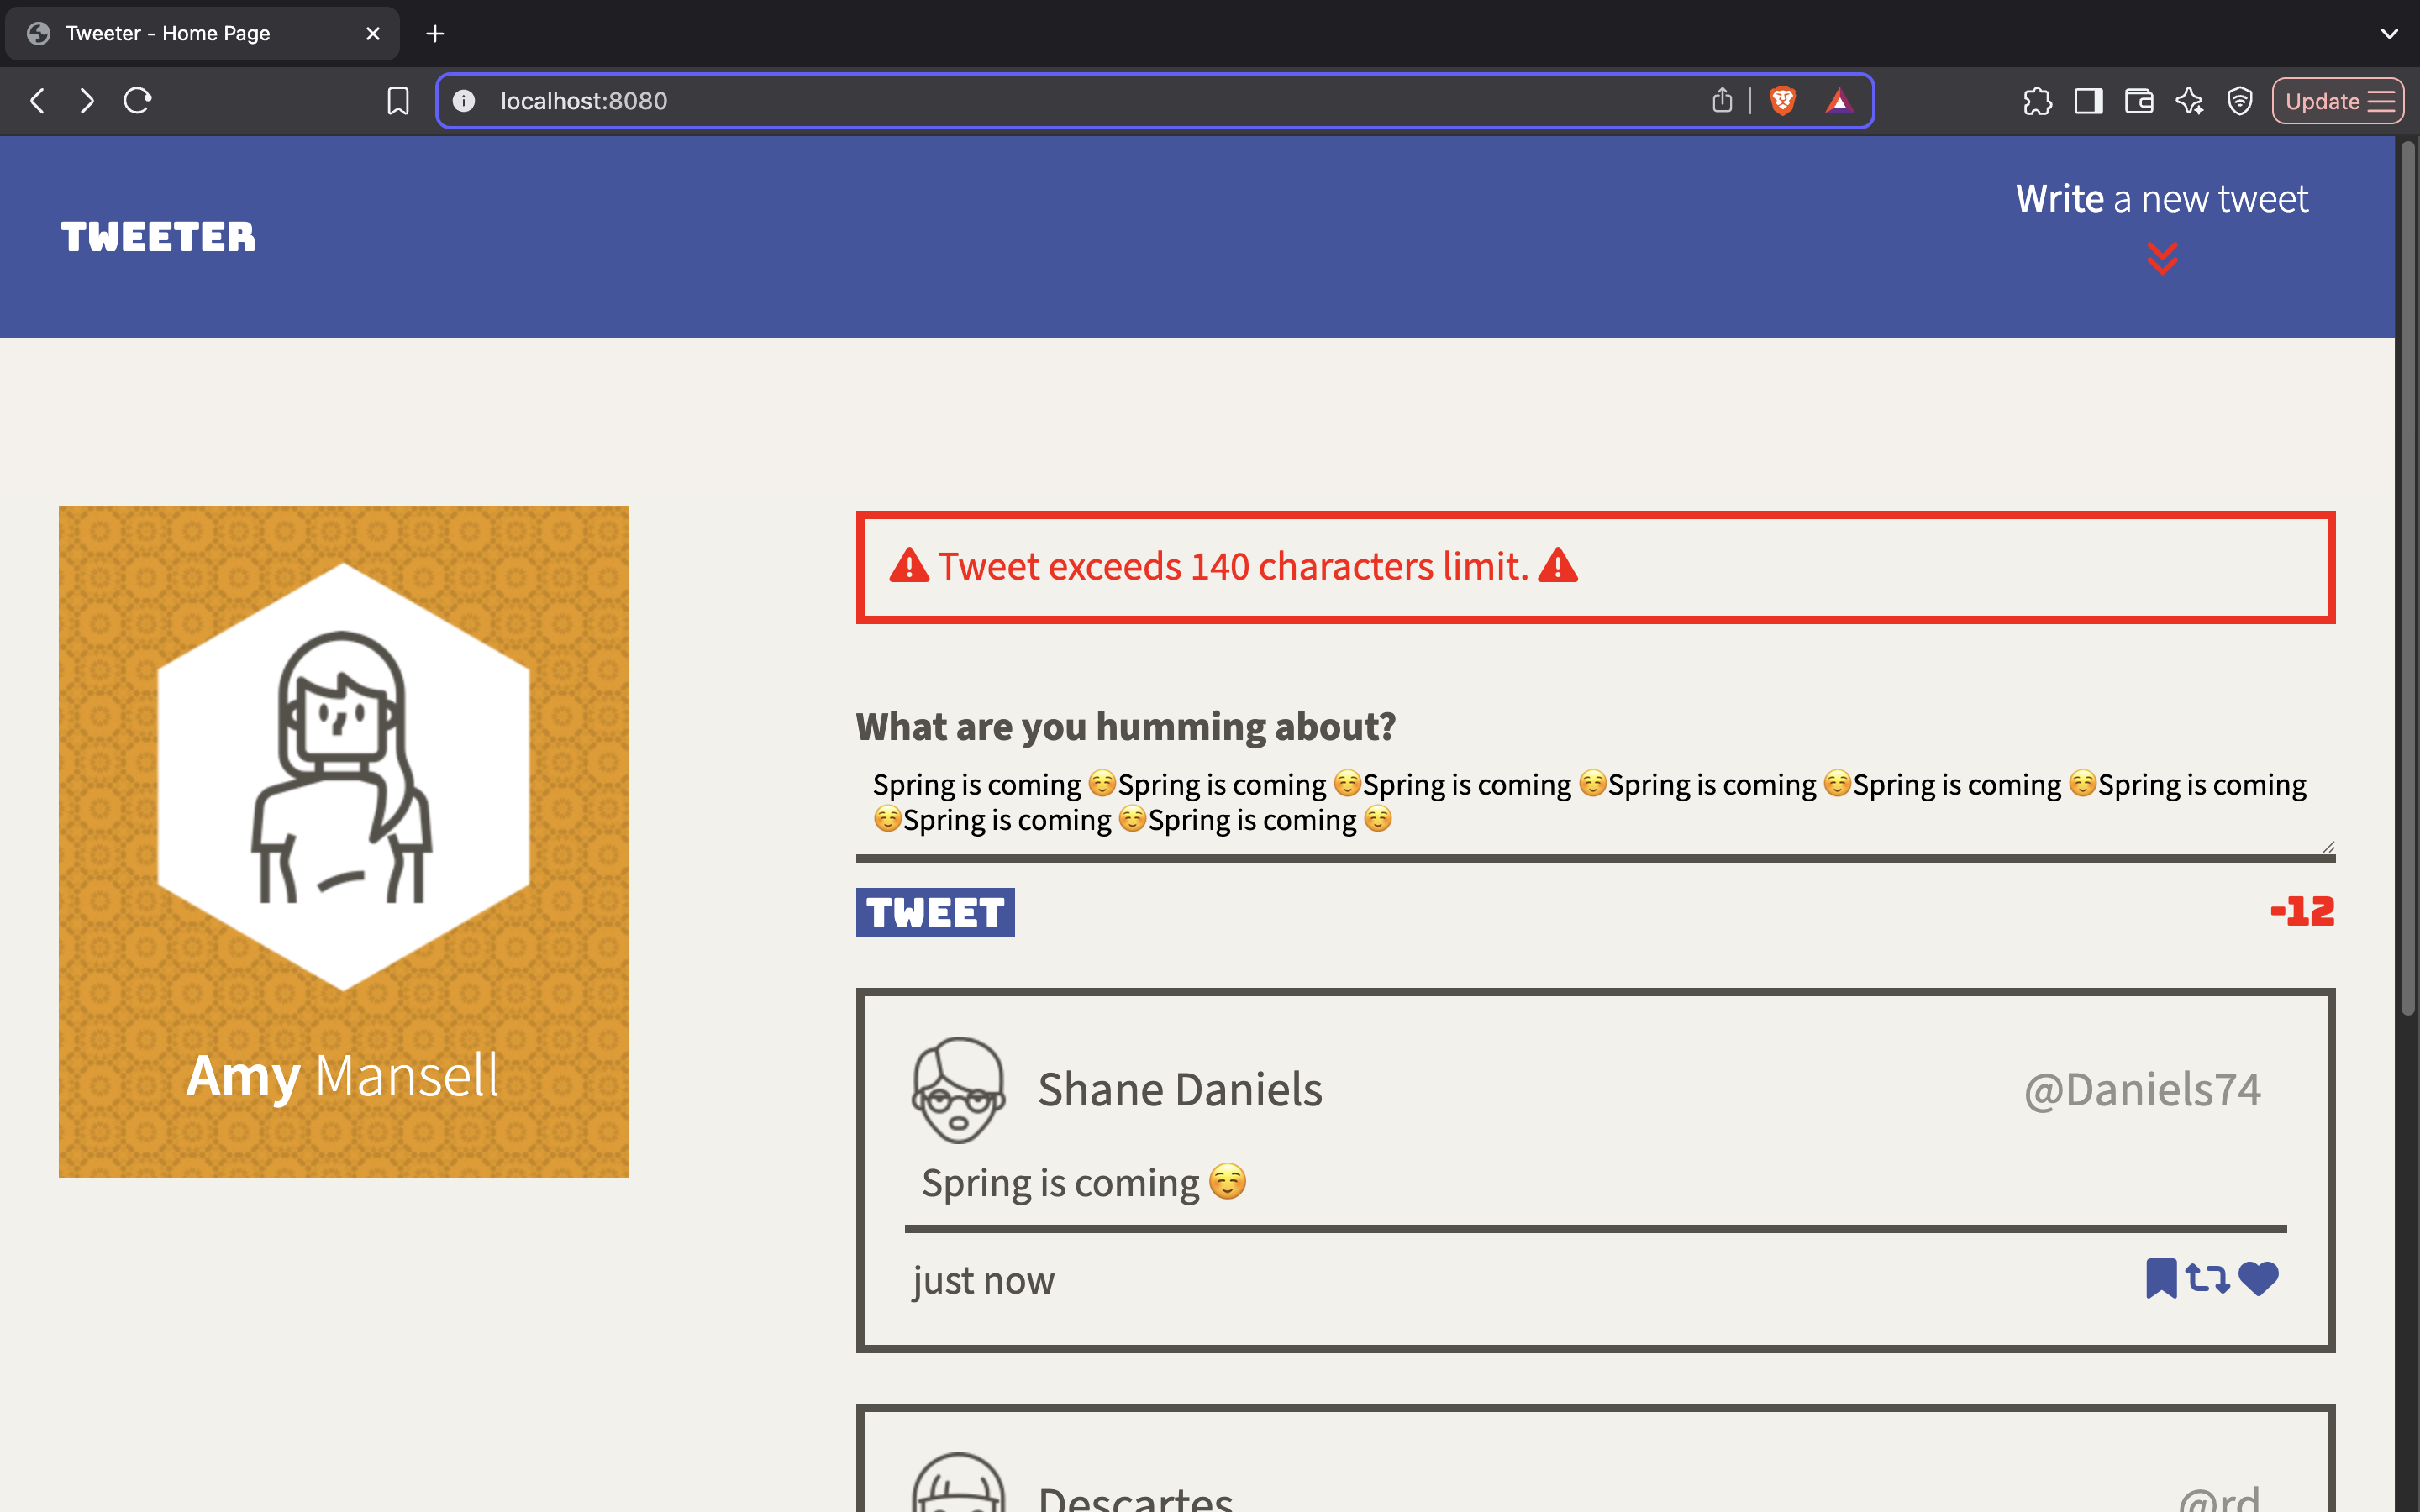 Tweeter - Home Page
localhost:8080
Update
TWEETER
Write a new tweet
Tweet exceeds 140 characters limit.
What are you humming about?
Spring is coming ☺️Spring is coming ☺️Spring is coming ☺️Spring is coming ☺️Spring is coming ☺️Spring is coming
☺️Spring is coming ☺️Spring is coming ☺️
TWEET
-12
Amy Mansell
Shane Daniels
@Daniels74
Spring is coming ☺️
just now
Descartes
@rd